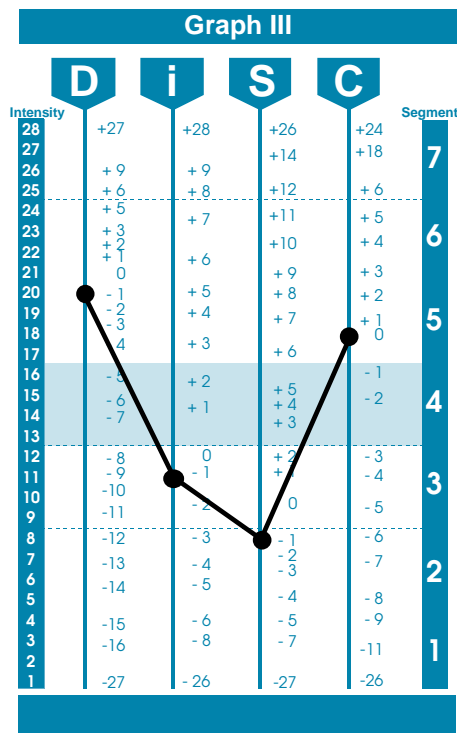 Graph III
D i S C
Intensity Segment
28 +27 +28 +26 +24
27 +14 +18 7
26 + 9 + 9
25 + 6 + 8 +12 + 6
24 + 5 + 7 +11 + 5
23 + 3 6
+ 2 +10 + 4
22 + 1 + 6
21 0 + 9 + 3
20 - 1 + 5 + 8 + 2
19 - 2 + 4 + 7 + 1 5
18 - 3 0
17 4 + 3 + 6
16 - 5 + 2 - 1
15 - 6 + 5 - 2 4
14 - 7 + 1 + 4
13 + 3
12 - 8 0 + 2 - 3
11 - 9 - 1 + - 4 3
10 -10 - 2 0
9 -11 - 5
8 -12 - 3 - 1 - 6
7 -13 - 4 - 2 - 7
6 -14 - 5 - 3 2
5 - 4 - 8
4 -15 - 6 - 5 - 9
3 -16 - 8 - 7 -11 1
2
1 -27 - 26 -27 -26